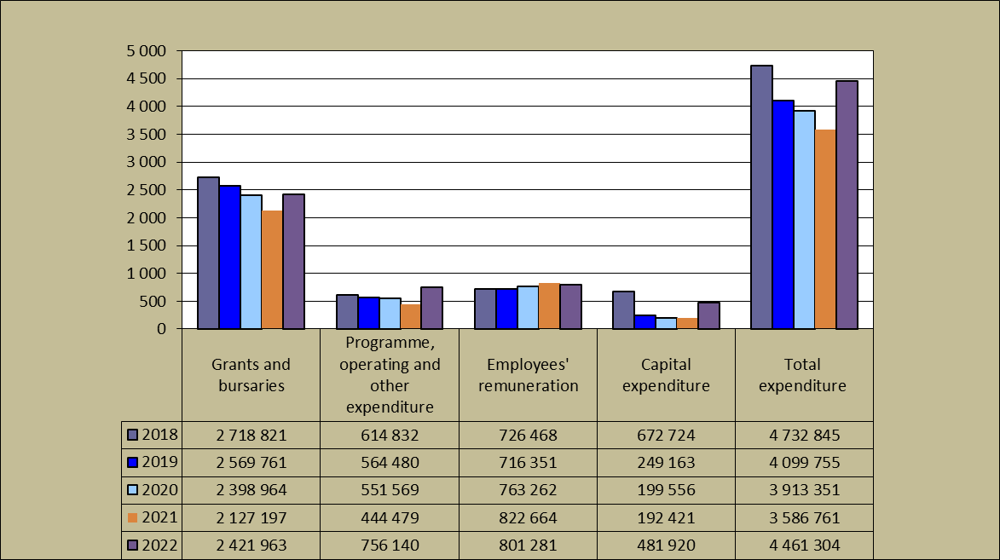 5 000
4 500
4 000
3 500
3 000
2 500
2 000
1 500
1 000
500
0
Grants and
bursaries
Programme,
operating and
other
expenditure
Employees'
remuneration
Capital
expenditure
Total
expenditure
2018 2 718 821 614 832 726 468 672 724 4 732 845
2019 2 569 761 564 480 716 351 249 163 4 099 755
2020 2 398 964 551 569 763 262 199 556 3 913 351
2021 2 127 197 444 479 822 664 192 421 3 586 761
2022 2 421 963 756 140 801 281 481 920 4 461 304